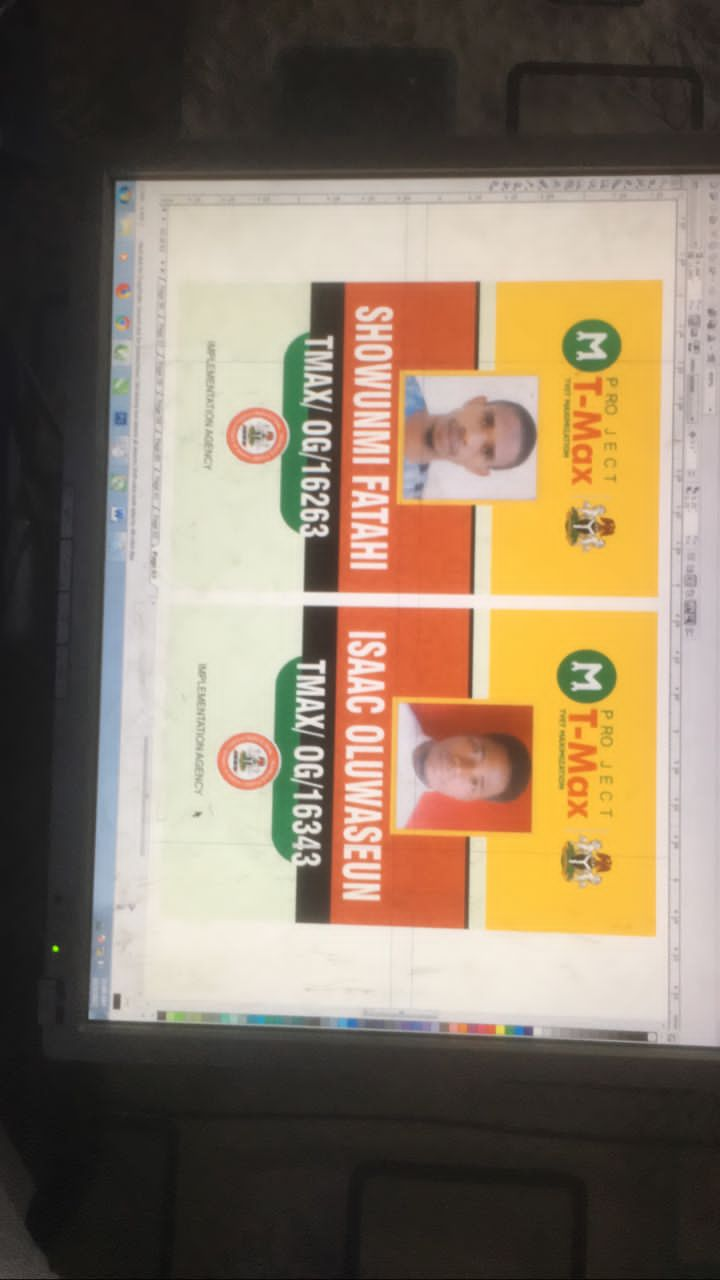 PROJECT
M T-Max
TVET MAXIMIZATION
SHOWUNMI FATAHI
TMAX/ OG/16263
IMPLEMENTATION AGENCY
PROJECT
M T-Max
TVET MAXIMIZATION
ISAAC OLUWASEUN
TMAX/ OG/16343
IMPLEMENTATION AGENCY